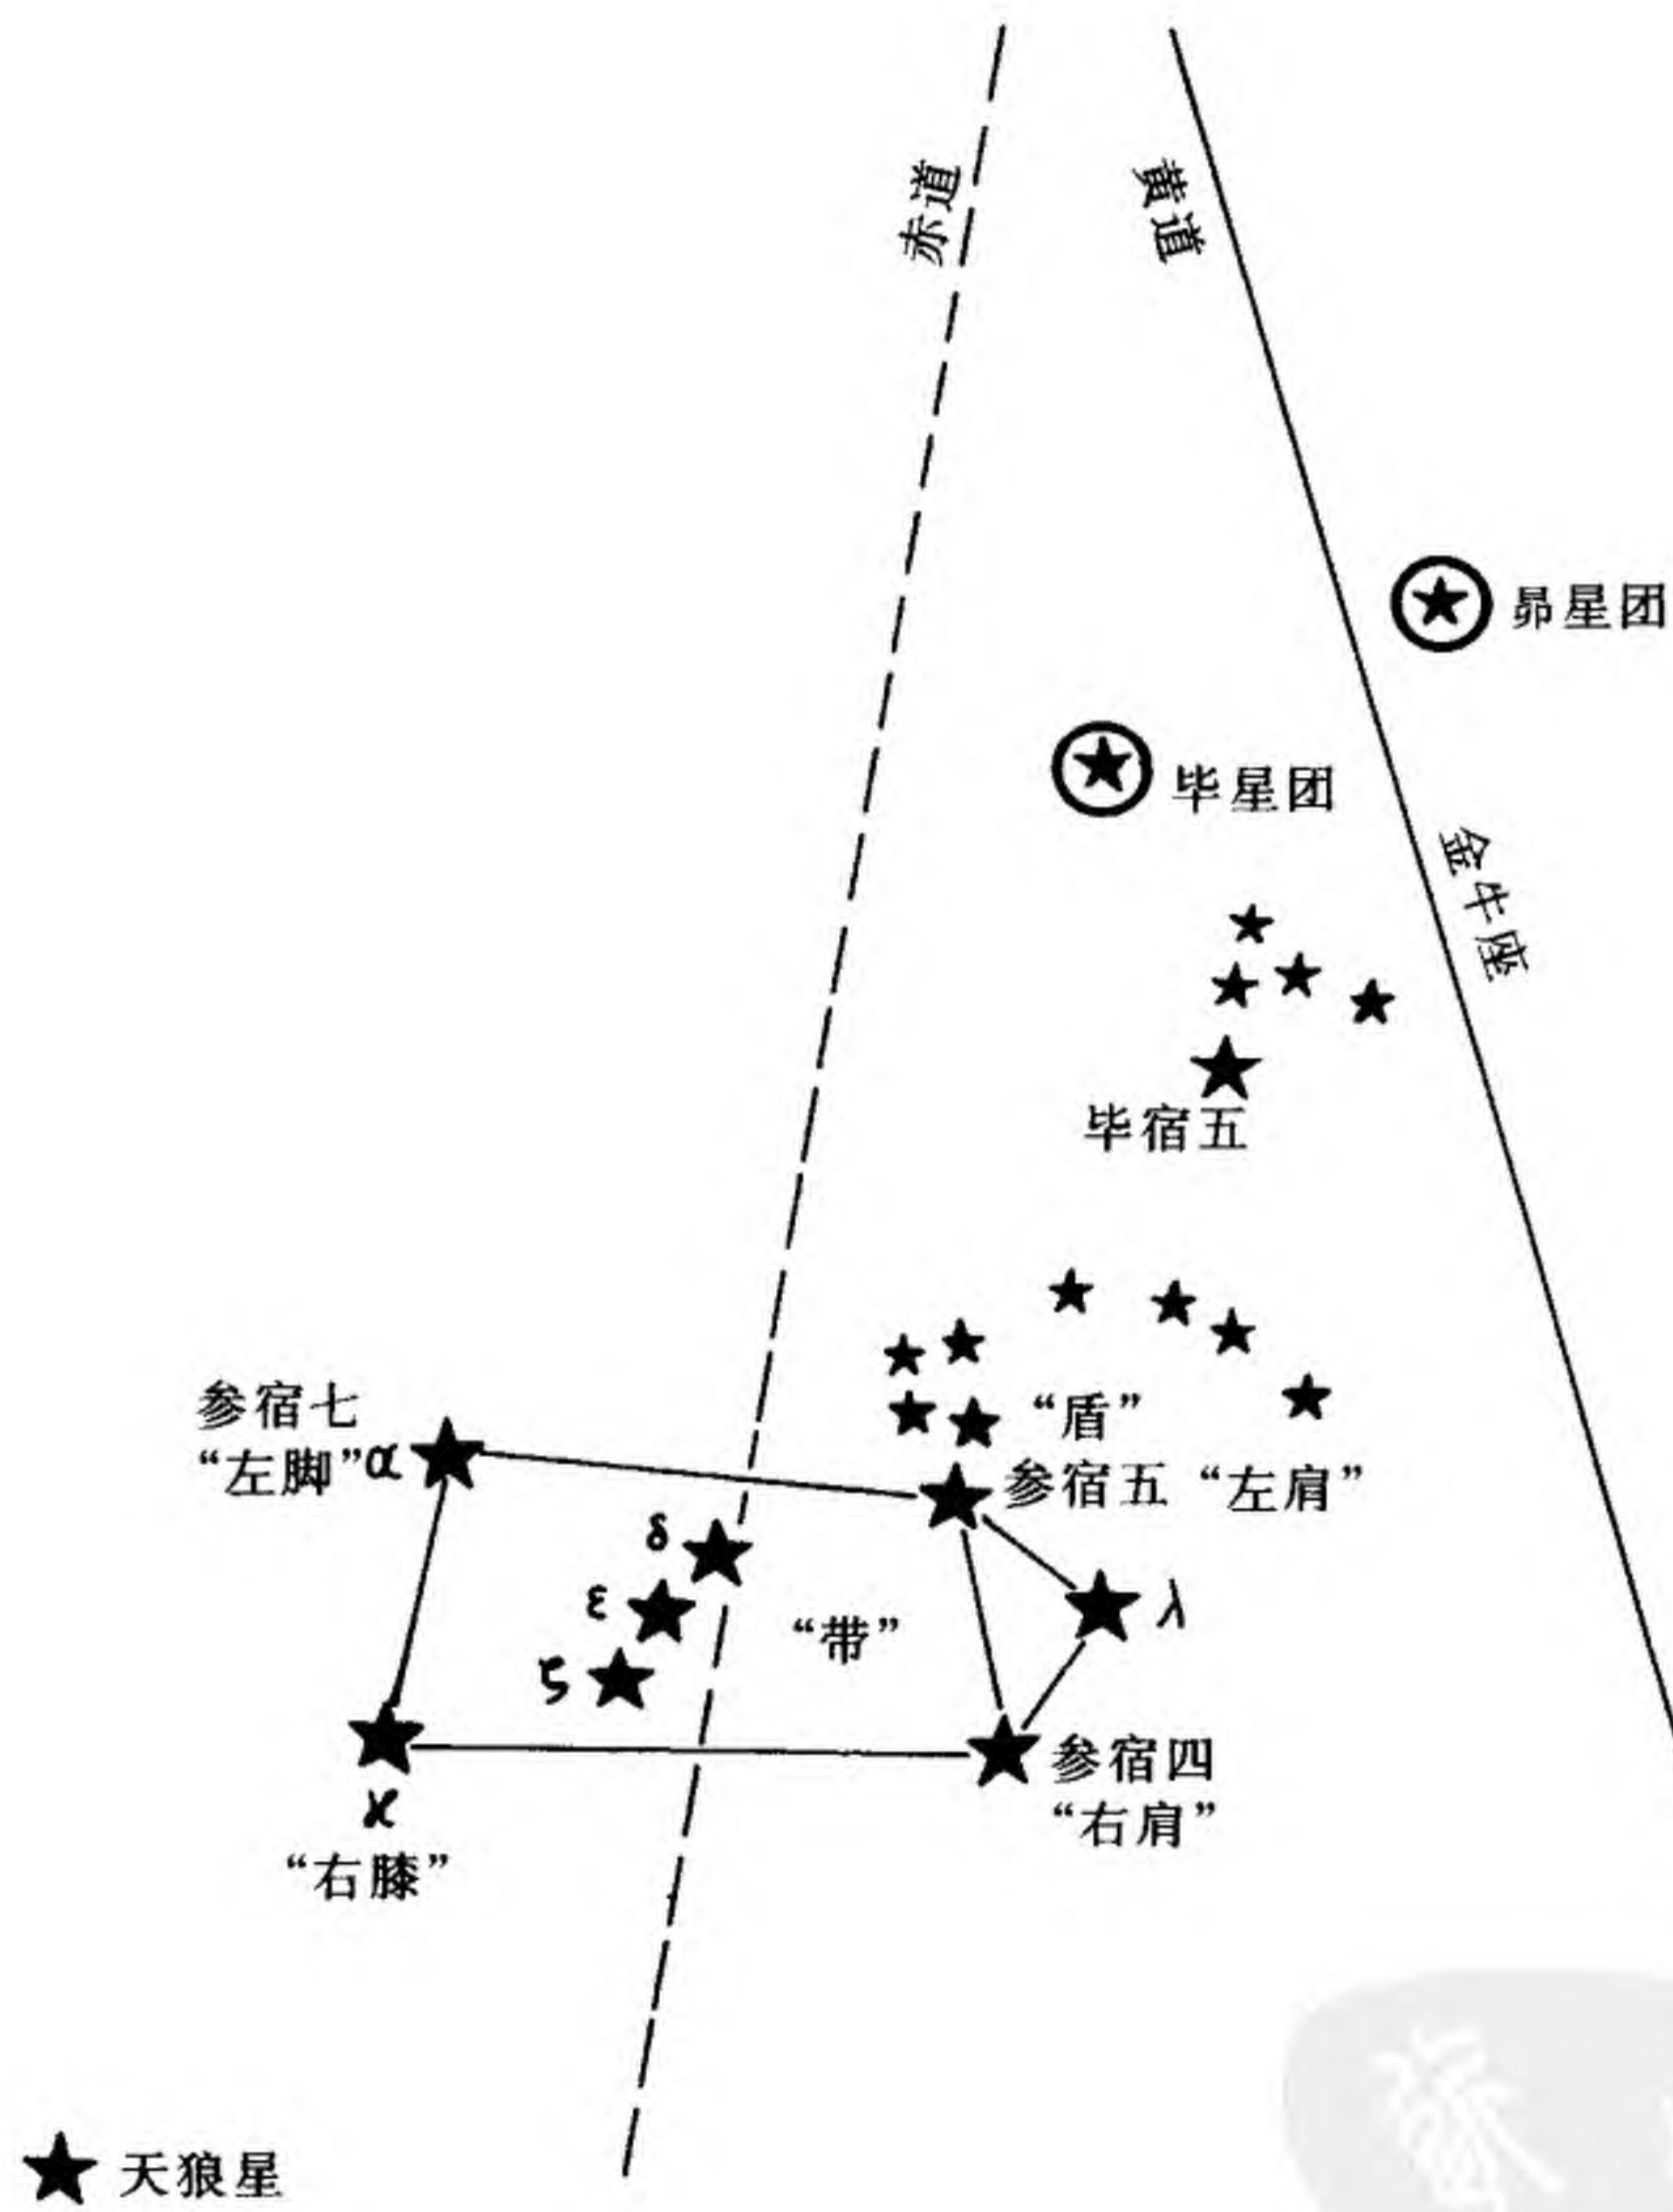 赤道
黄道
昴星团
毕星团
金牛座
毕宿五
参宿七
“左脚”α
“盾”
参宿五 “左肩”
δ
ε
“带”
λ
ζ
参宿四
“右肩”
κ
“右膝”
天狼星